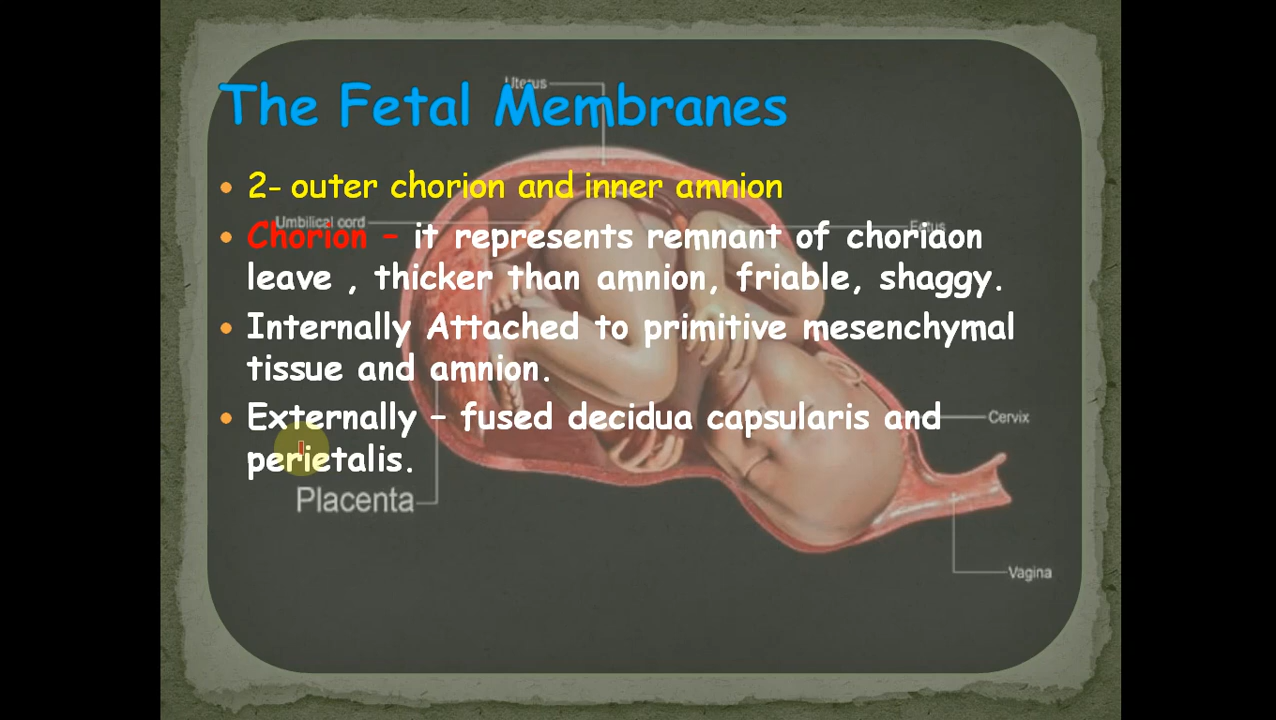 Uterus
The Fetal Membranes
• 2- outer chorion and inner amnion
Umbilical cord
Fetus
• Chorion – it represents remnant of choriaon
leave , thicker than amnion, friable, shaggy.
• Internally Attached to primitive mesenchymal
tissue and amnion.
• Externally – fused decidua capsularis and
Cervix
perietalis.
Placenta
Vagina